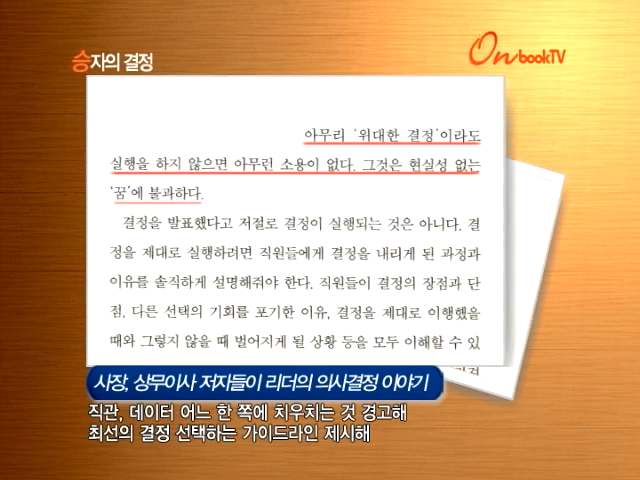 승자의 결정
On bookTV
아무리 '위대한 결정'이라도
실행을 하지 않으면 아무런 소용이 없다. 그것은 현실성 없는
'꿈'에 불과하다.
결정을 발표했다고 저절로 결정이 실행되는 것은 아니다. 결
정을 제대로 실행하려면 직원들에게 결정을 내리게 된 과정과
이유를 솔직하게 설명해줘야 한다. 직원들이 결정의 장점과 단
점, 다른 선택의 기회를 포기한 이유, 결정을 제대로 이행했을
때와 그렇지 않을 때 벌어지게 될 상황 등을 모두 이해할 수 있
사장, 상무이사 저자들이 리더의 의사결정 이야기
직관, 데이터 어느 한 쪽에 치우치는 것 경고해
최선의 결정 선택하는 가이드라인 제시해